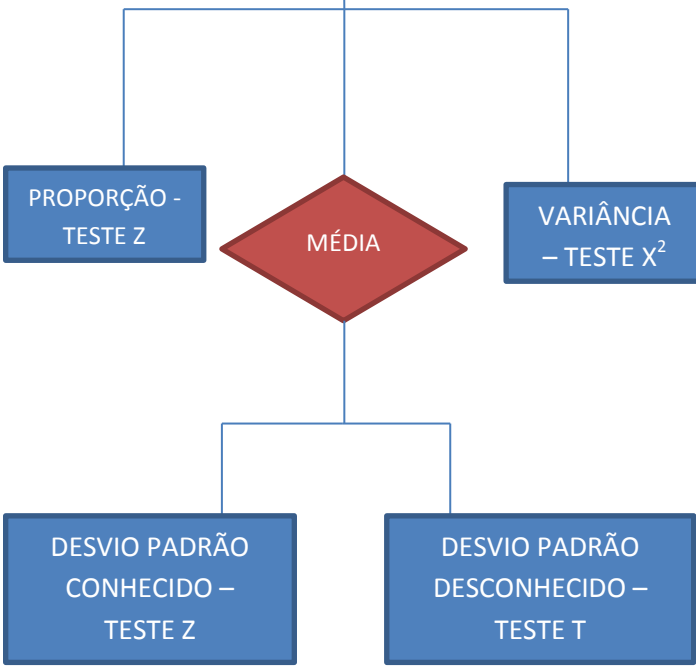 PROPORÇÃO -
TESTE Z
MÉDIA
VARIÂNCIA
– TESTE X²
DESVIO PADRÃO
CONHECIDO –
TESTE Z
DESVIO PADRÃO
DESCONHECIDO –
TESTE T